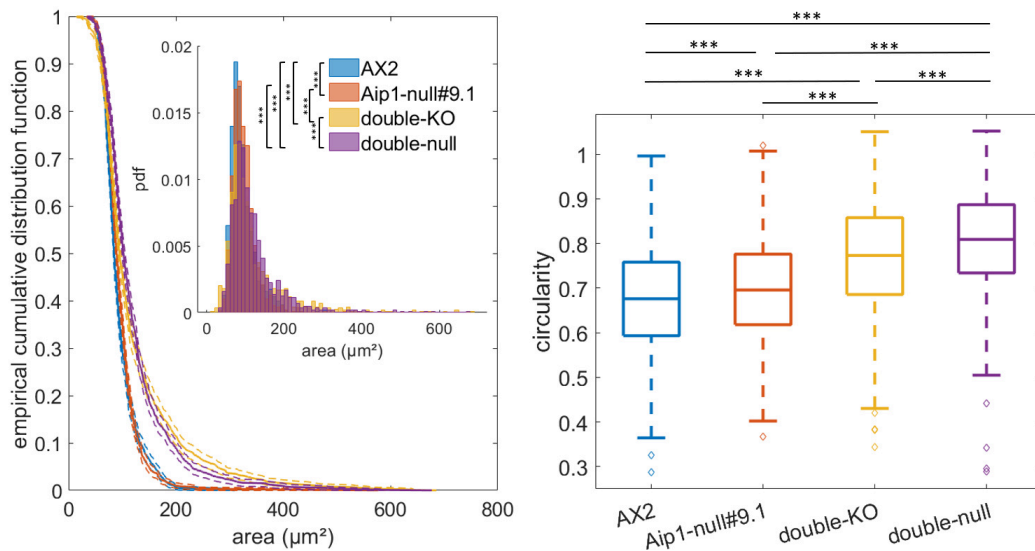 empirical cumulative distribution function
1
0.9
0.8
0.7
0.6
0.5
0.4
0.3
0.2
0.1
0
0 200 400 600 800
area (µm²)
pdf
0.02
0.015
0.01
0.005
0
0 200 400 600
area (µm²)
AX2
Aip1-null#9.1
double-KO
double-null
***
***
***
***
***
***
***
***
***
***
***
***
circularity
1
0.9
0.8
0.7
0.6
0.5
0.4
0.3
AX2
Aip1-null#9.1
double-KO
double-null